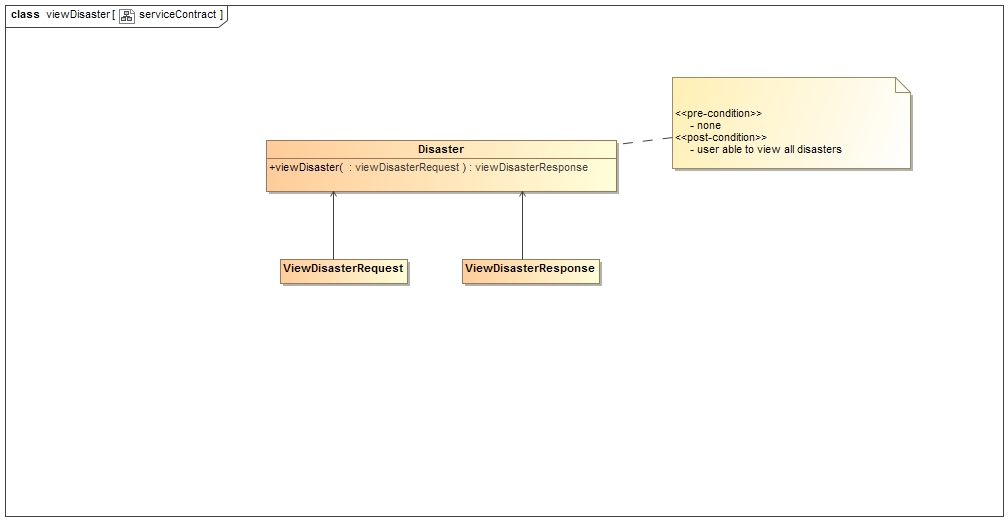 class viewDisaster [ serviceContract ]
<<pre-condition>>
- none
<<post-condition>>
- user able to view all disasters
Disaster
+viewDisaster( : viewDisasterRequest ) : viewDisasterResponse
ViewDisasterRequest
ViewDisasterResponse